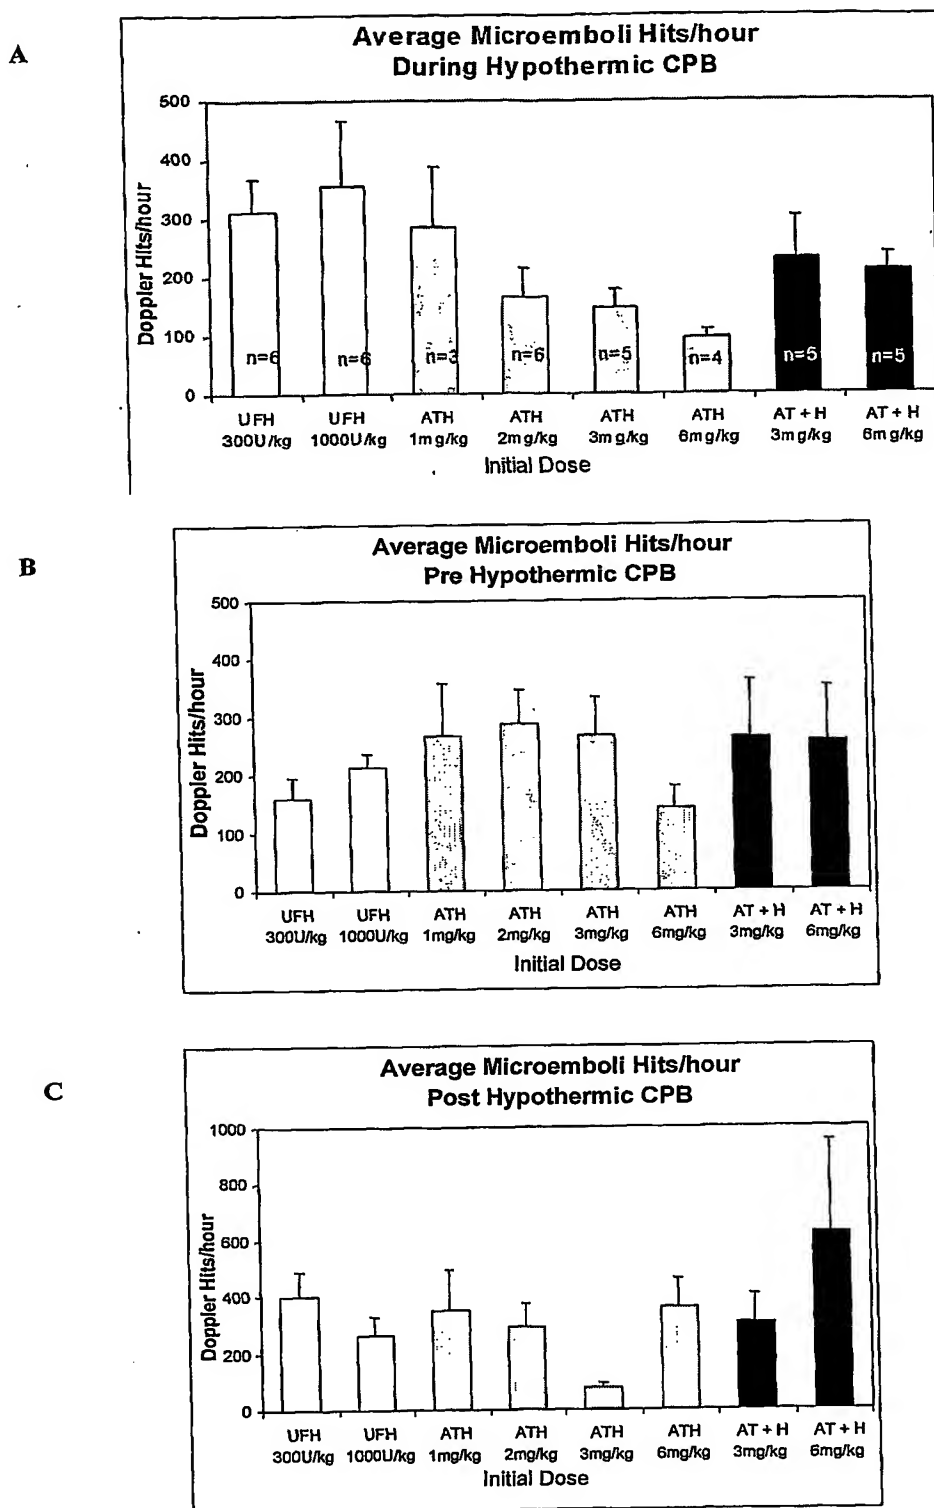 A
Average Microemboli Hits/hour
During Hypothermic CPB
500
400
300
200
100
0
Doppler Hits/hour
n=6 n=6 n=3 n=6 n=5 n=4 n=5 n=5
UFH UFH ATH ATH ATH ATH AT + H AT + H
300U/kg 1000U/kg 1mg/kg 2mg/kg 3mg/kg 6mg/kg 3mg/kg 6mg/kg
Initial Dose
B
Average Microemboli Hits/hour
Pre Hypothermic CPB
500
400
300
200
100
0
Doppler Hits/hour
UFH UFH ATH ATH ATH ATH AT + H AT + H
300U/kg 1000U/kg 1mg/kg 2mg/kg 3mg/kg 6mg/kg 3mg/kg 6mg/kg
Initial Dose
C
Average Microemboli Hits/hour
Post Hypothermic CPB
1000
800
600
400
200
0
Doppler Hits/hour
UFH UFH ATH ATH ATH ATH AT + H AT + H
300U/kg 1000U/kg 1mg/kg 2mg/kg 3mg/kg 6mg/kg 3mg/kg 6mg/kg
Initial Dose